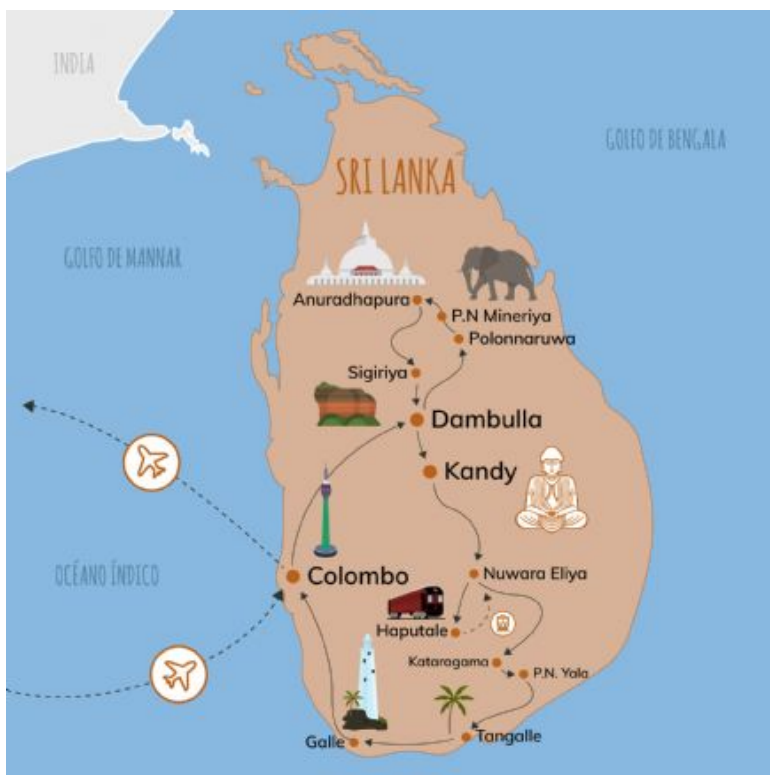 INDIA
GOLFO DE BENGALA
SRI LANKA
GOLFO DE MANNAR
Anuradhapura
P.N Mineriya
Polonnaruwa
Sigiriya
Dambulla
Kandy
OCÉANO ÍNDICO
Colombo
Nuwara Eliya
Haputale
Kataragama
P.N. Yala
Tangalle
Galle